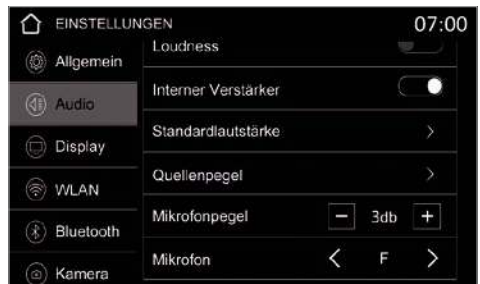 EINSTELLUNGEN 07:00
Allgemein
Audio
Display
WLAN
Bluetooth
Kamera
Loudness
Interner Verstärker
Standardlautstärke
Quellenpegel
Mikrofonpegel − 3db +
Mikrofon < F >